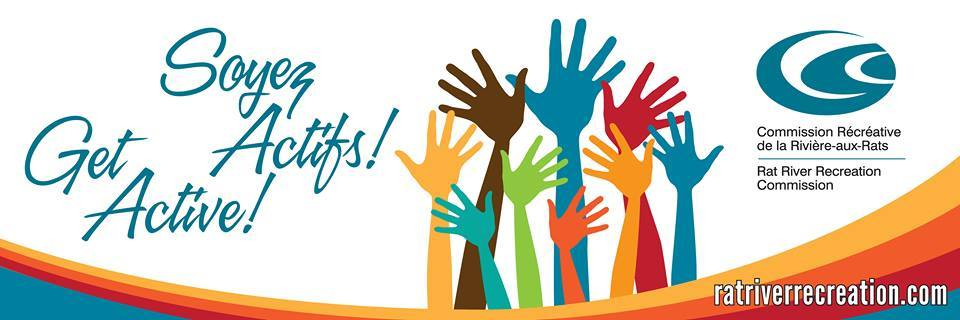 Soyez
Actifs!
Get
Active!
Commission Récréative
de la Rivière-aux-Rats
Rat River Recreation
Commission
ratriverrecreation.com